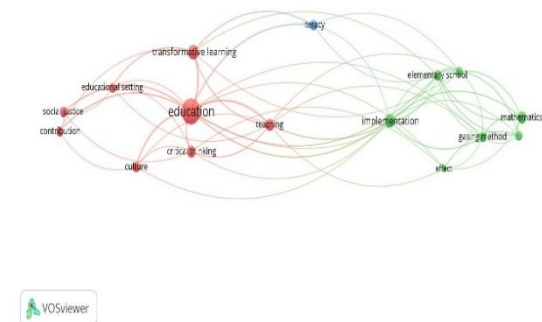 literacy
transformative learning
elementary school
educational setting
social justice
education
mathematics
contribution
teaching
implementation
gasing method
critical thinking
culture
effect
VOSviewer